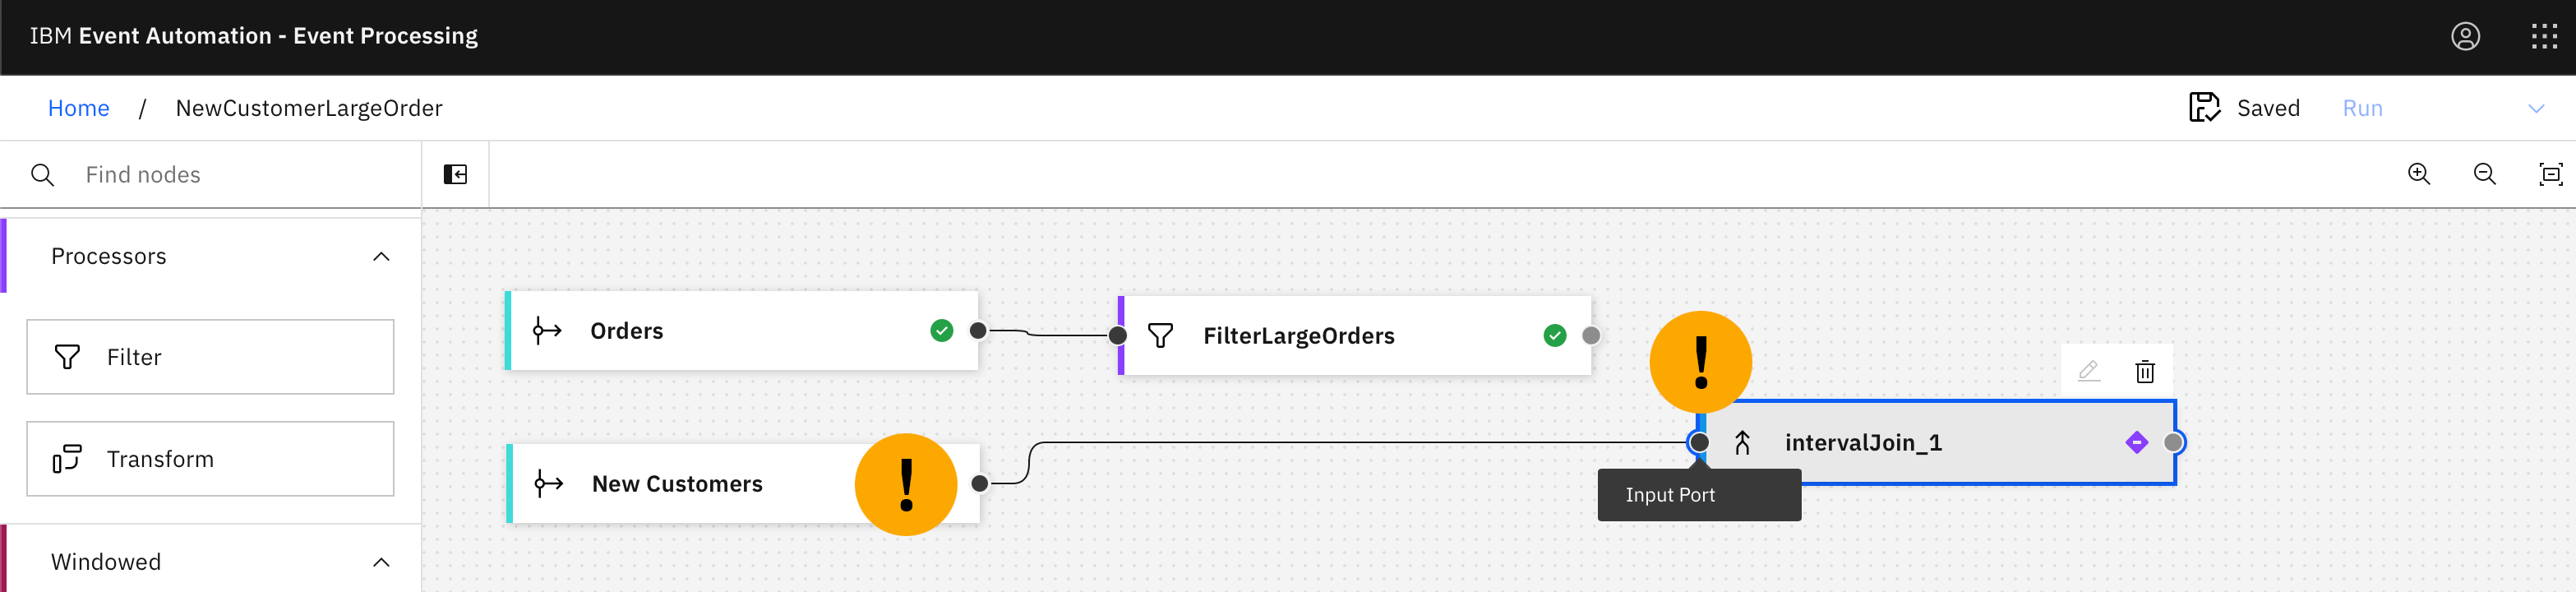 IBM Event Automation - Event Processing
Home / NewCustomerLargeOrder
Saved
Run
Find nodes
Processors
Filter
Transform
Windowed
Orders
FilterLargeOrders
!
intervalJoin_1
New Customers
!
Input Port